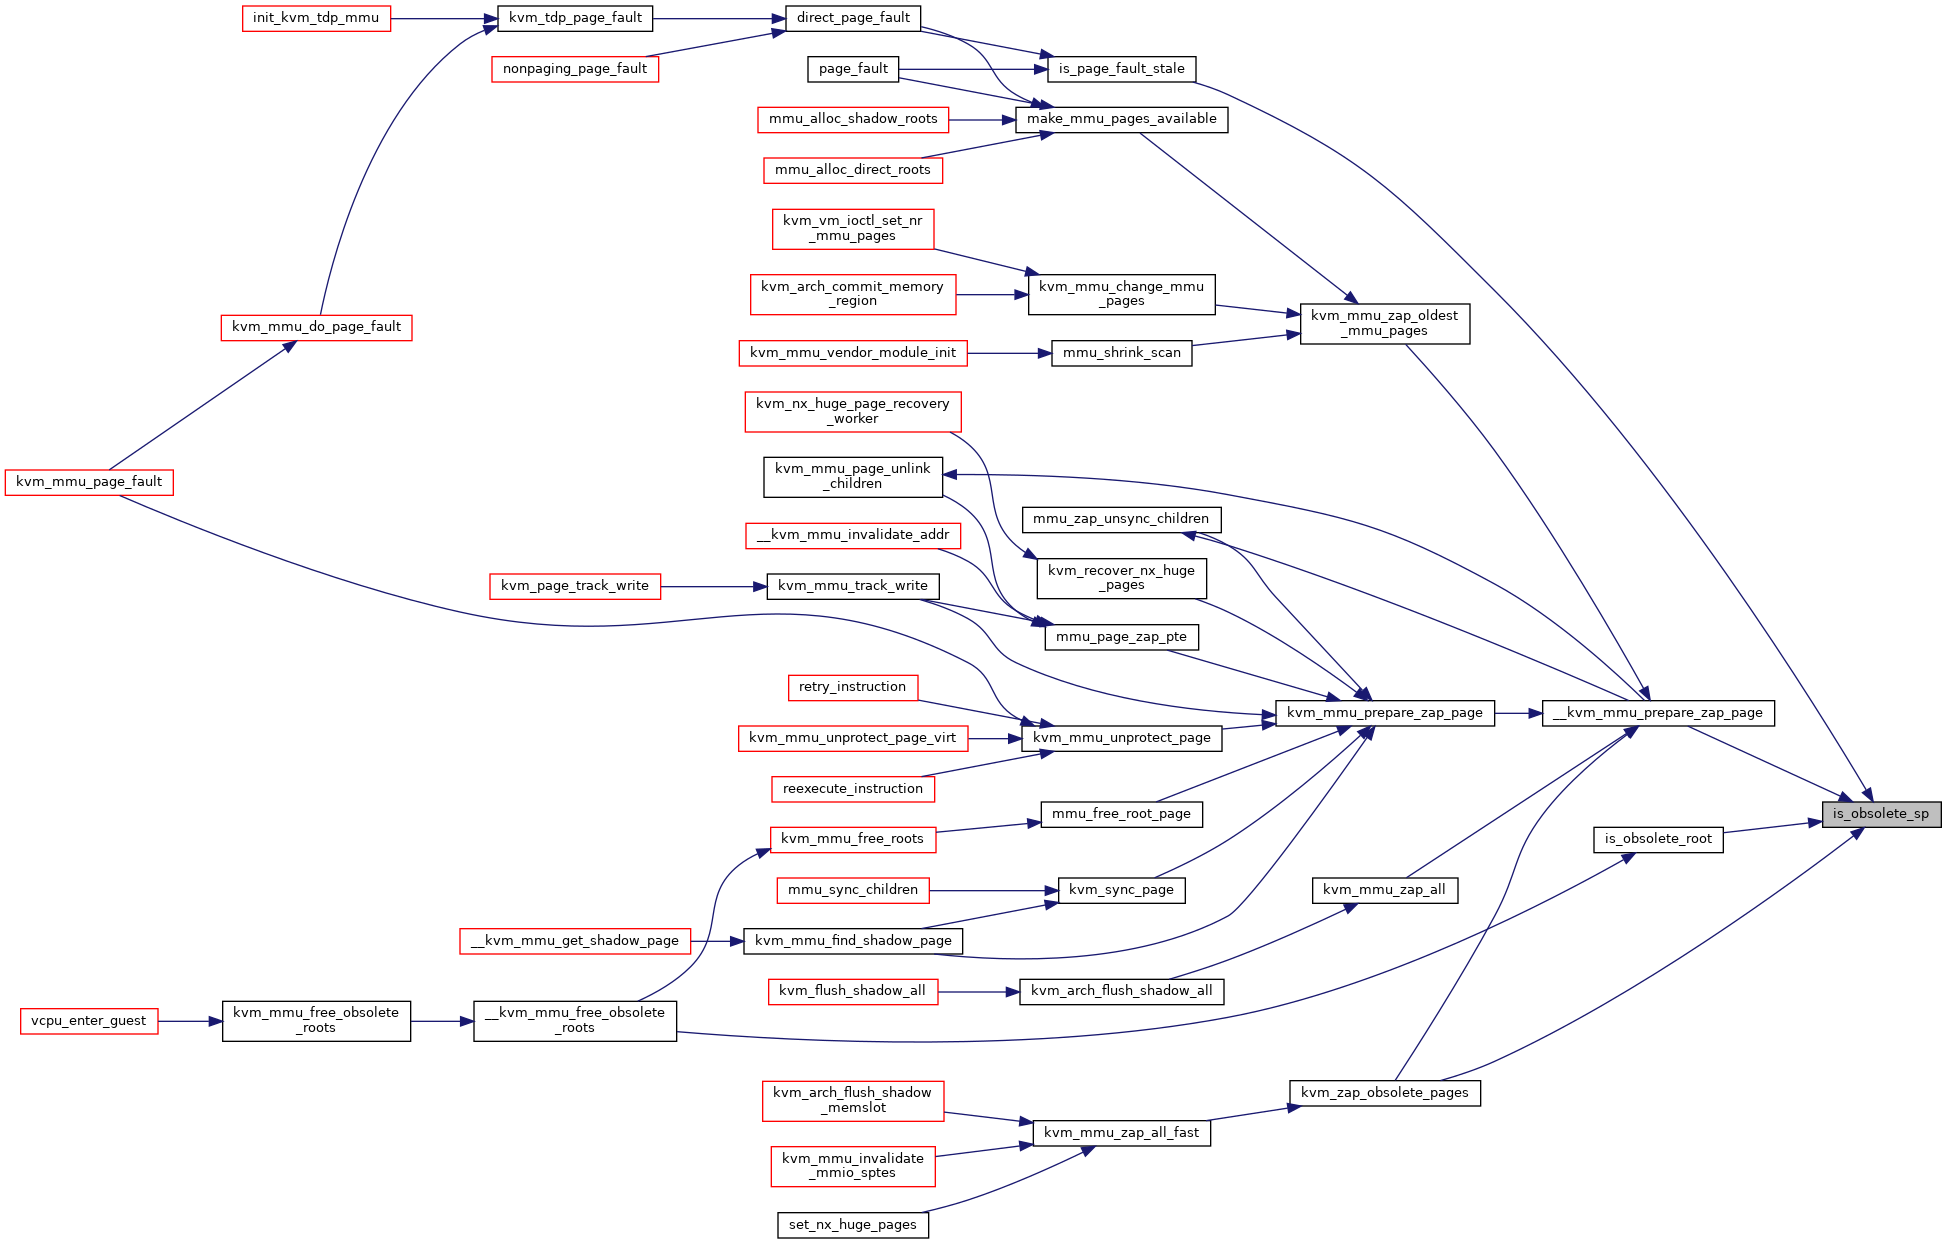 init_kvm_tdp_mmu
kvm_tdp_page_fault
direct_page_fault
nonpaging_page_fault
page_fault
is_page_fault_stale
mmu_alloc_shadow_roots
make_mmu_pages_available
mmu_alloc_direct_roots
kvm_vm_ioctl_set_nr
_mmu_pages
kvm_arch_commit_memory
_region
kvm_mmu_change_mmu
_pages
kvm_mmu_zap_oldest
_mmu_pages
kvm_mmu_do_page_fault
kvm_mmu_vendor_module_init
mmu_shrink_scan
kvm_nx_huge_page_recovery
_worker
kvm_mmu_page_fault
kvm_mmu_page_unlink
_children
mmu_zap_unsync_children
__kvm_mmu_invalidate_addr
kvm_recover_nx_huge
_pages
kvm_page_track_write
kvm_mmu_track_write
mmu_page_zap_pte
retry_instruction
kvm_mmu_prepare_zap_page
__kvm_mmu_prepare_zap_page
kvm_mmu_unprotect_page_virt
kvm_mmu_unprotect_page
reexecute_instruction
mmu_free_root_page
is_obsolete_sp
kvm_mmu_free_roots
is_obsolete_root
mmu_sync_children
kvm_sync_page
kvm_mmu_zap_all
__kvm_mmu_get_shadow_page
kvm_mmu_find_shadow_page
kvm_flush_shadow_all
kvm_arch_flush_shadow_all
vcpu_enter_guest
kvm_mmu_free_obsolete
_roots
__kvm_mmu_free_obsolete
_roots
kvm_arch_flush_shadow
_memslot
kvm_zap_obsolete_pages
kvm_mmu_zap_all_fast
kvm_mmu_invalidate
_mmio_sptes
set_nx_huge_pages